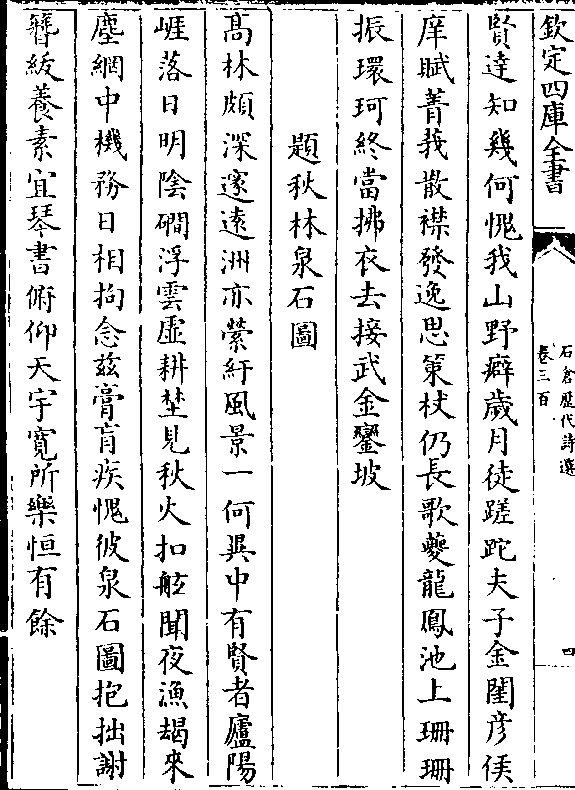 欽定四庫全書
石倉歷代詩選
卷三百
四
賢達知幾何愧我山野癖歲月徒蹉跎夫子金閨彦俟
庠賦菁莪散襟發逸思策杖仍長歌夔龍鳳池上珊珊
振環珂終當拂衣去接武金鑾坡
題秋林泉石圖
髙林頗深邃遠洲亦縈紆風景一何異中有賢者廬陽
崕落日明陰磵浮雲虚耕埜見秋火扣舷聞夜漁朅來
塵網中機務日相拘念兹膏肓疾愧彼泉石圖抱拙謝
簪紱養素宜琴書俯仰天宇寛所樂恒有餘